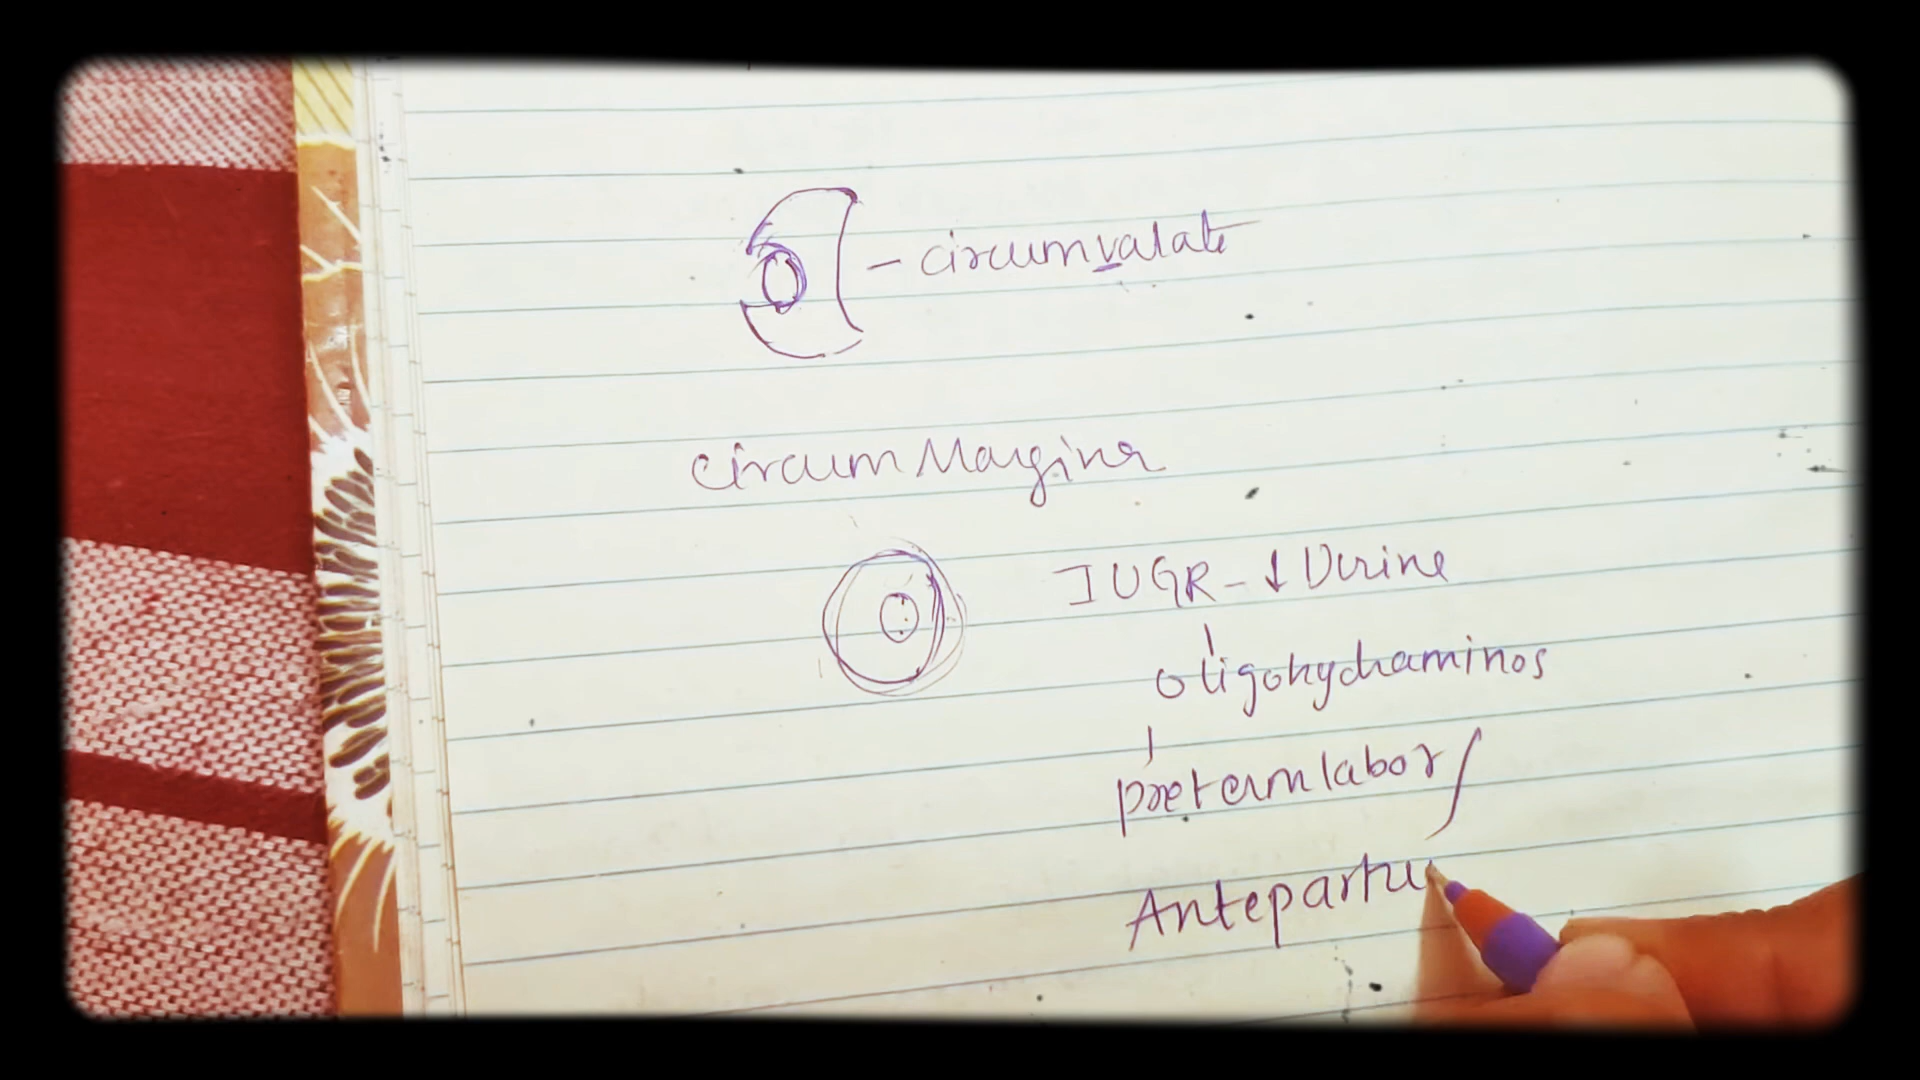 - circumvalate
circum Margina
IUGR - ↓ Urine
oligohydraminos
preterm labor
Antepartu